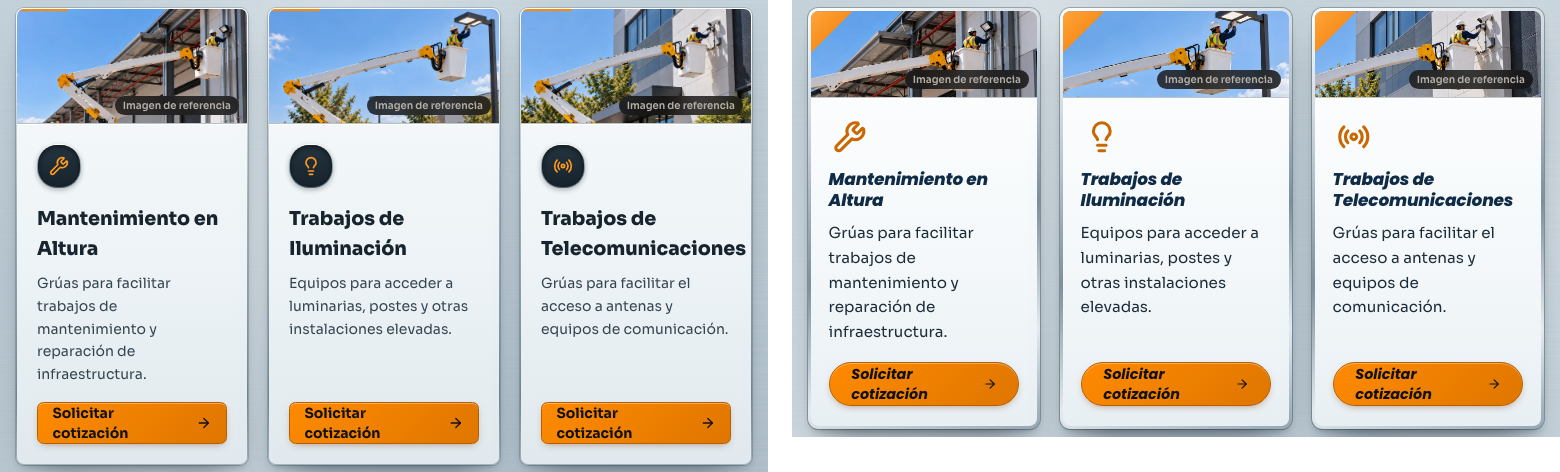 Imagen de referencia
Mantenimiento en
Altura
Grúas para facilitar
trabajos de
mantenimiento y
reparación de
infraestructura.
Solicitar
cotización
Imagen de referencia
Trabajos de
Iluminación
Equipos para acceder a
luminarias, postes y otras
instalaciones elevadas.
Solicitar
cotización
Imagen de referencia
Trabajos de
Telecomunicaciones
Grúas para facilitar el
acceso a antenas y
equipos de comunicación.
Solicitar
cotización
Imagen de referencia
Mantenimiento en
Altura
Grúas para facilitar
trabajos de
mantenimiento y
reparación de
infraestructura.
Solicitar
cotización
Imagen de referencia
Trabajos de
Iluminación
Equipos para acceder a
luminarias, postes y
otras instalaciones
elevadas.
Solicitar
cotización
Imagen de referencia
Trabajos de
Telecomunicaciones
Grúas para facilitar el
acceso a antenas y
equipos de
comunicación.
Solicitar
cotización